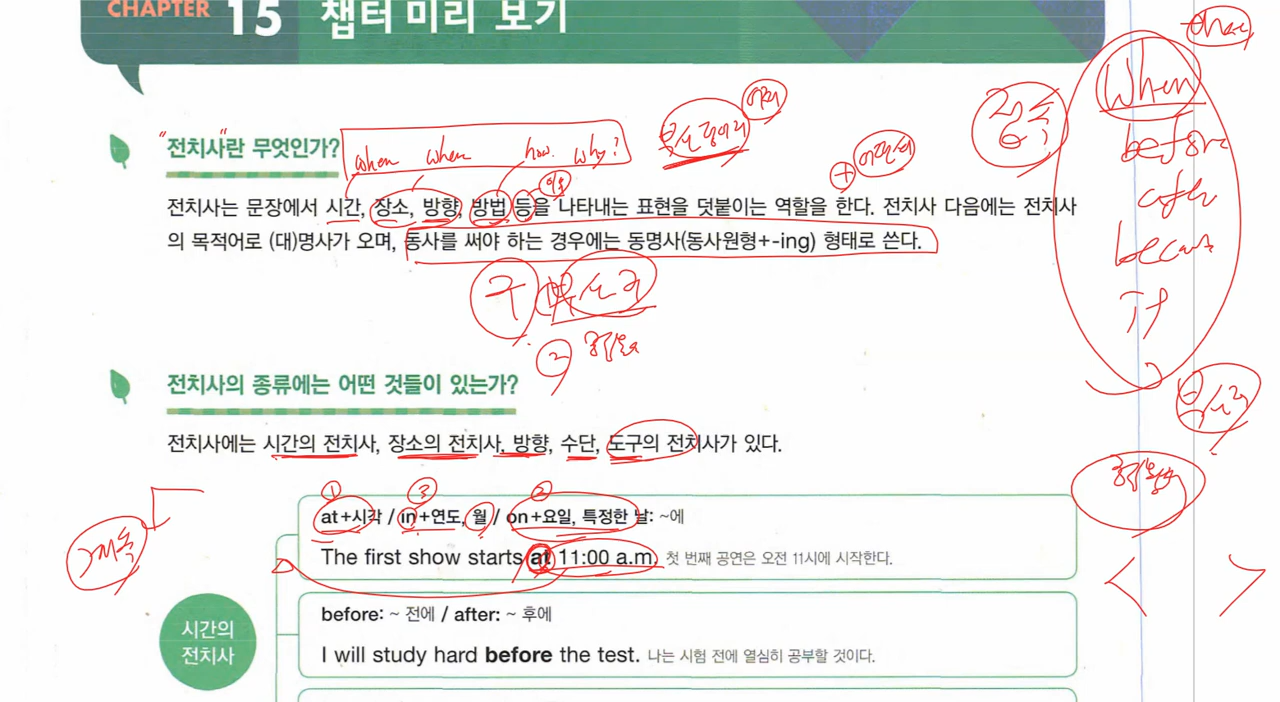 CHAPTER 15 챕터 미리 보기
that
When
before
after
if
"전치사"란 무엇인가?
when how. why?
전치사는 문장에서 시간, 장소, 방향, 방법 등을 나타내는 표현을 덧붙이는 역할을 한다. 전치사 다음에는 전치사
의 목적어로 (대)명사가 오며, 동사를 써야 하는 경우에는 동명사(동사원형+-ing) 형태로 쓴다.
구
②
전치사의 종류에는 어떤 것들이 있는가?
전치사에는 시간의 전치사, 장소의 전치사, 방향, 수단, 도구의 전치사가 있다.
① ③ ②
at+시각 / in+연도, 월 / on+요일, 특정한 날: ~에
The first show starts at 11:00 a.m. 첫 번째 공연은 오전 11시에 시작한다.
시간의
전치사
before: ~ 전에 / after: ~ 후에
I will study hard before the test. 나는 시험 전에 열심히 공부할 것이다.